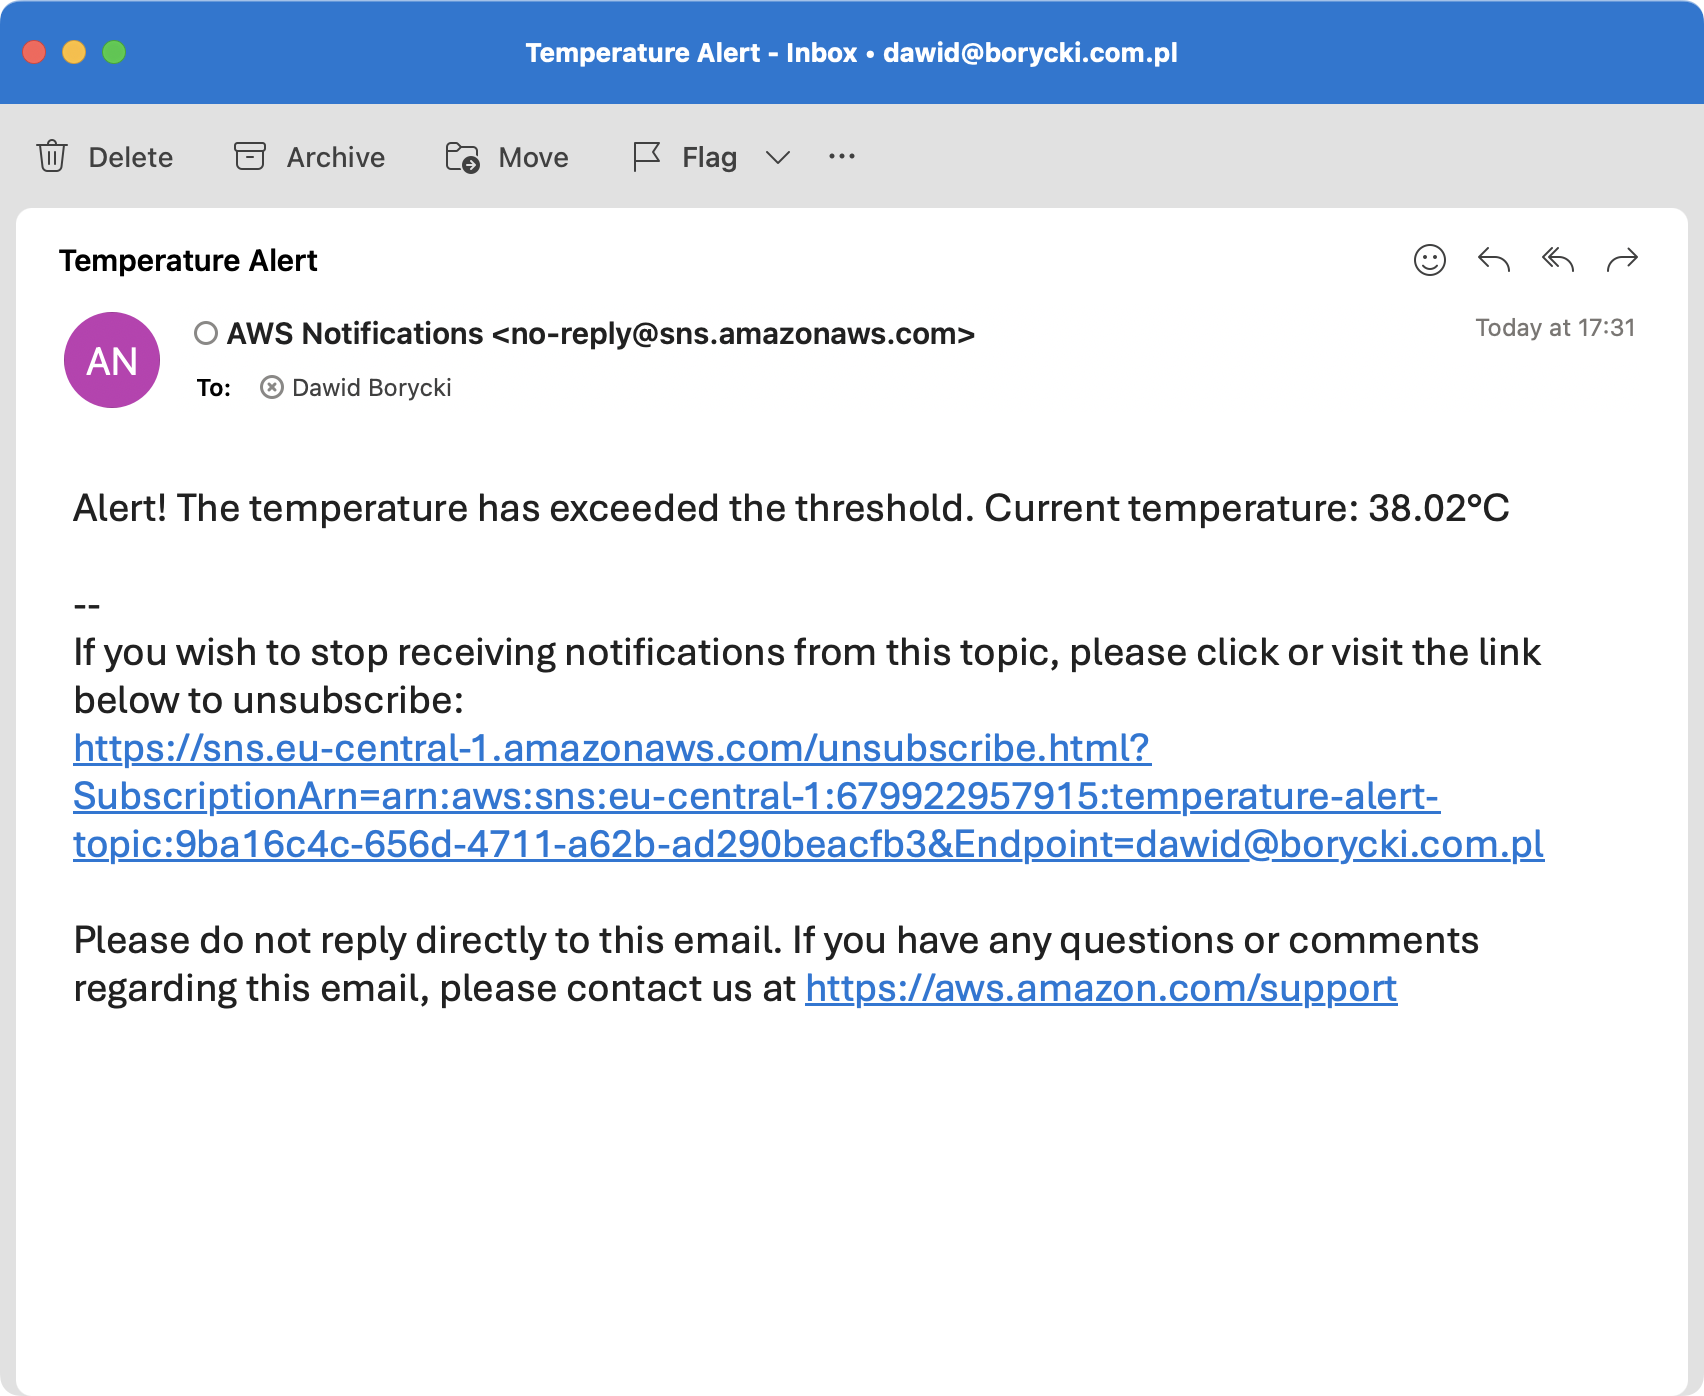 Temperature Alert - Inbox • dawid@borycki.com.pl
Delete Archive Move Flag ···
Temperature Alert
AN
AWS Notifications <no-reply@sns.amazonaws.com>
Today at 17:31
To: Dawid Borycki
Alert! The temperature has exceeded the threshold. Current temperature: 38.02°C
--
If you wish to stop receiving notifications from this topic, please click or visit the link
below to unsubscribe:
https://sns.eu-central-1.amazonaws.com/unsubscribe.html?
SubscriptionArn=arn:aws:sns:eu-central-1:679922957915:temperature-alert-
topic:9ba16c4c-656d-4711-a62b-ad290beacfb3&Endpoint=dawid@borycki.com.pl
Please do not reply directly to this email. If you have any questions or comments
regarding this email, please contact us at https://aws.amazon.com/support